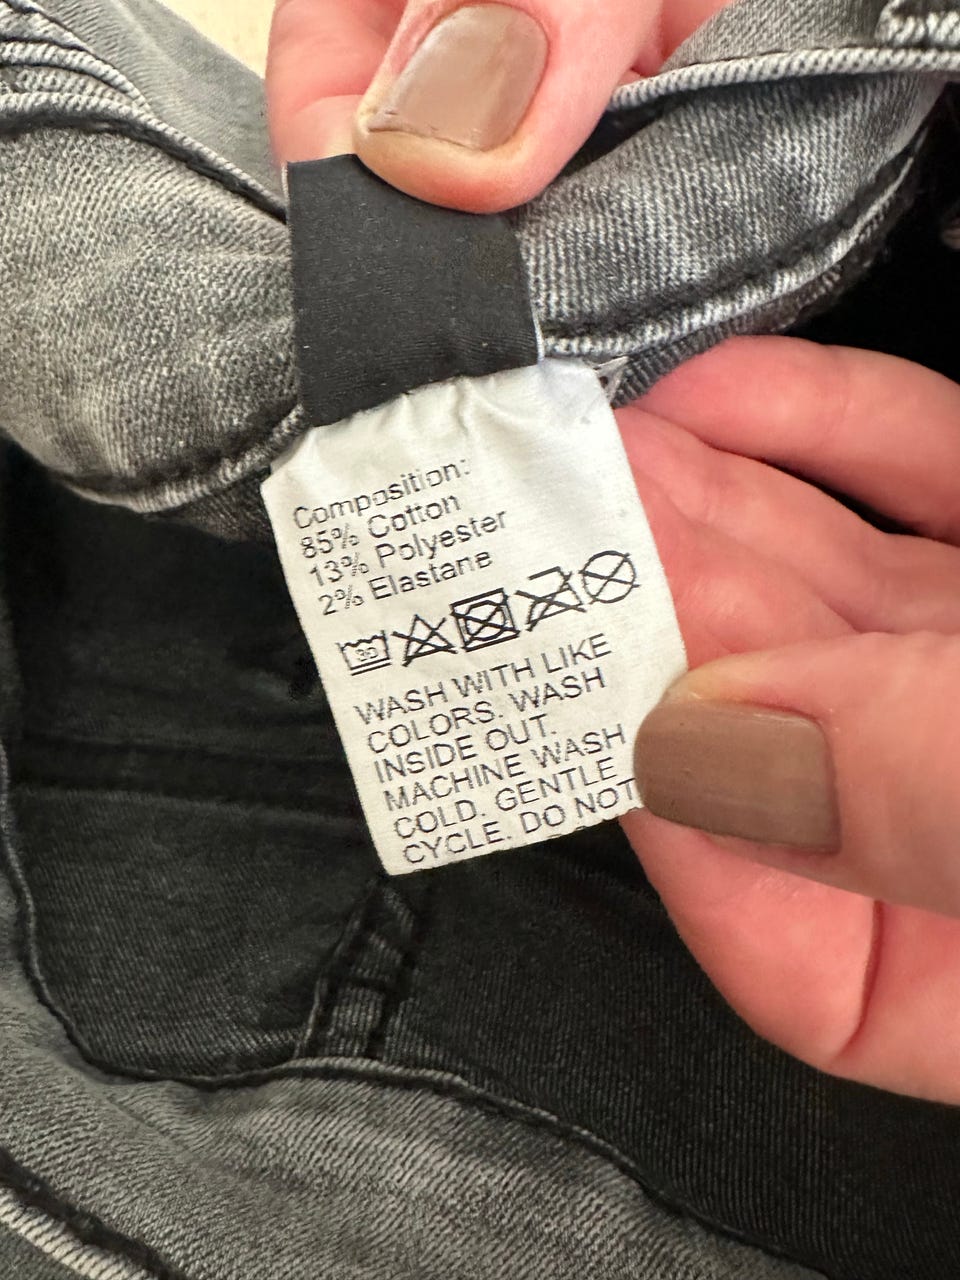 Composition:
85% Cotton
13% Polyester
2% Elastane
30
WASH WITH LIKE
COLORS. WASH
INSIDE OUT.
MACHINE WASH
COLD. GENTLE
CYCLE. DO NOT